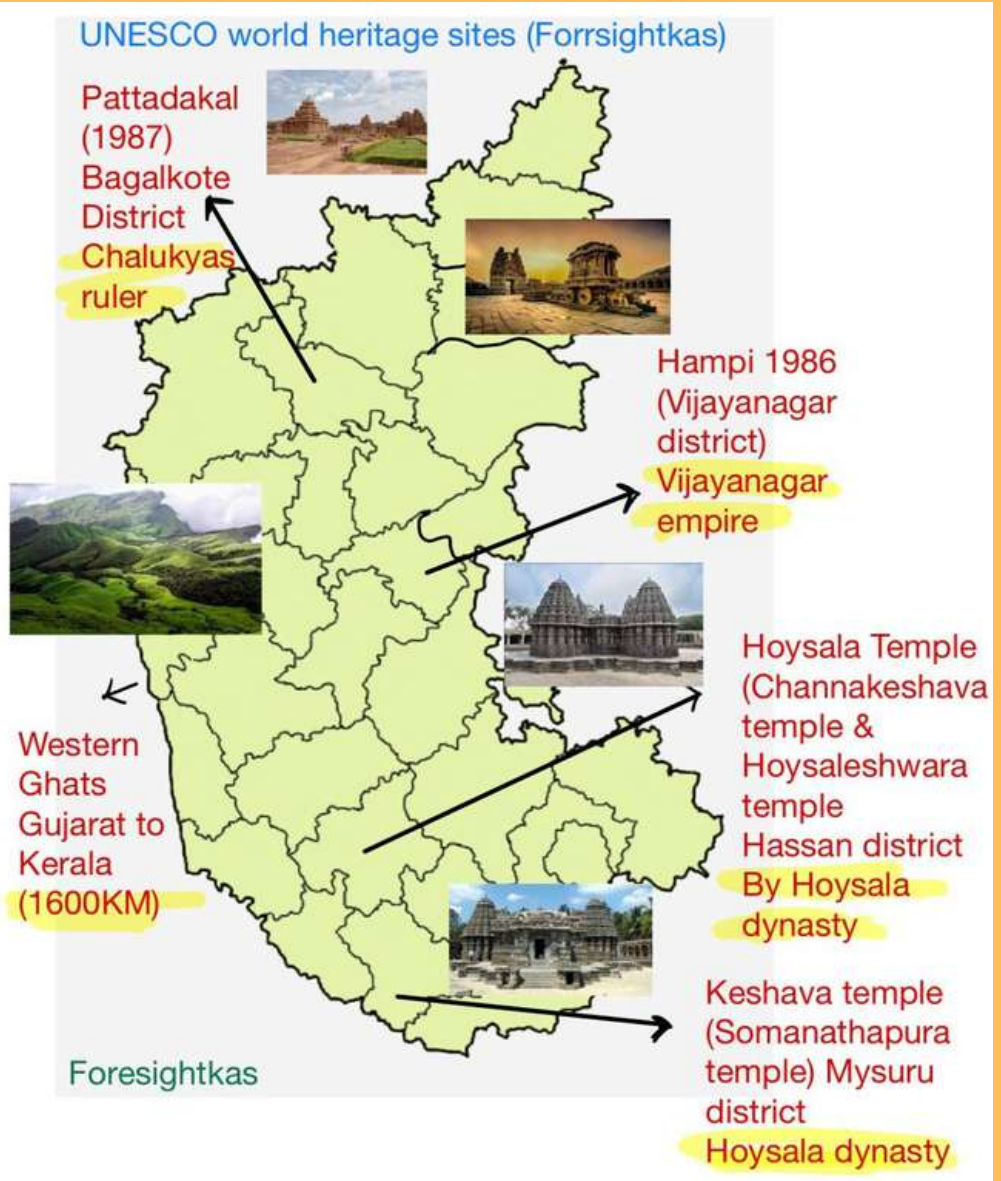 UNESCO world heritage sites (Forrsightkas)
Pattadakal
(1987)
Bagalkote
District
Chalukyas
ruler
Hampi 1986
(Vijayanagar
district)
Vijayanagar
empire
Hoysala Temple
(Channakeshava
temple &
Hoysaleshwara
temple
Hassan district
By Hoysala
dynasty
Western
Ghats
Gujarat to
Kerala
(1600KM)
Keshava temple
(Somanathapura
temple) Mysuru
district
Hoysala dynasty
Foresightkas